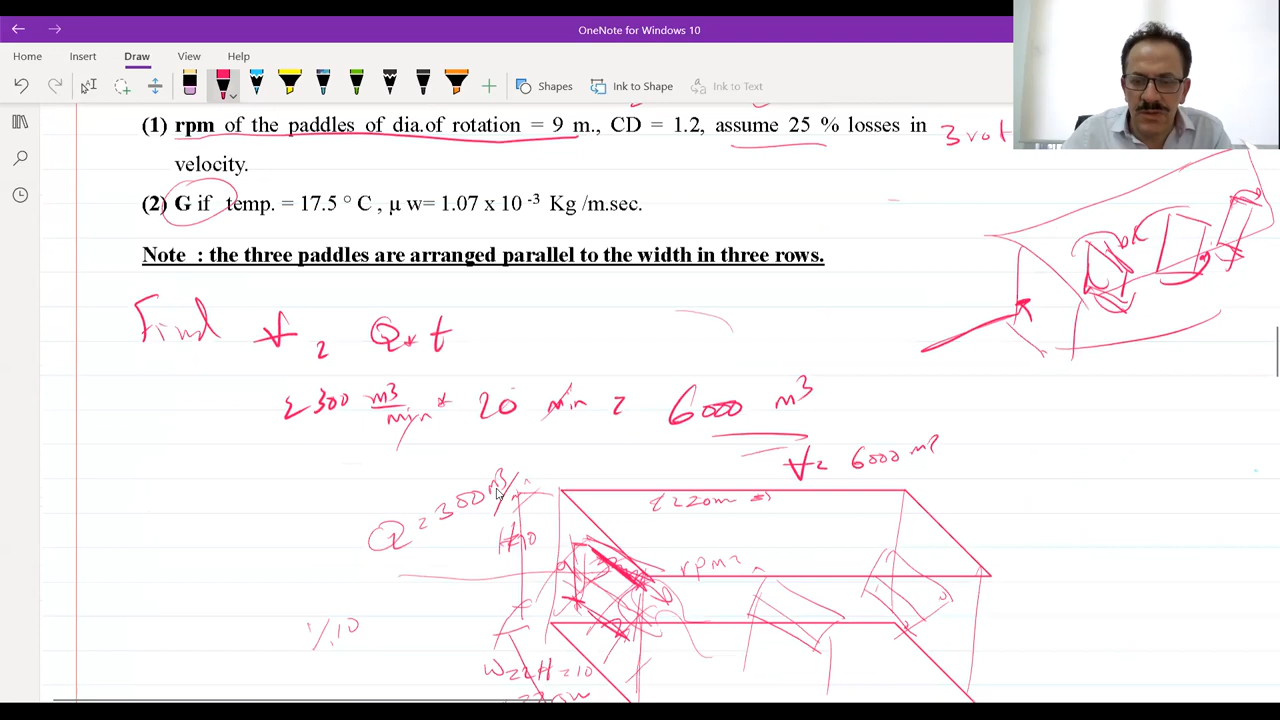 OneNote for Windows 10
Home Insert Draw View Help
Shapes Ink to Shape Ink to Text
(1) rpm of the paddles of dia.of rotation = 9 m., CD = 1.2, assume 25 % losses in
3 rot
velocity.
(2) G if temp. = 17.5 ° C , µ w= 1.07 x 10 -3 Kg /m.sec.
Note : the three paddles are arranged parallel to the width in three rows.
Find V = Q * t
= 300 m3/min * 20 min = 6000 m3
V = 6000 m3
Q = 300 m3/
H=10
rpm =
1/10
W=2H=10